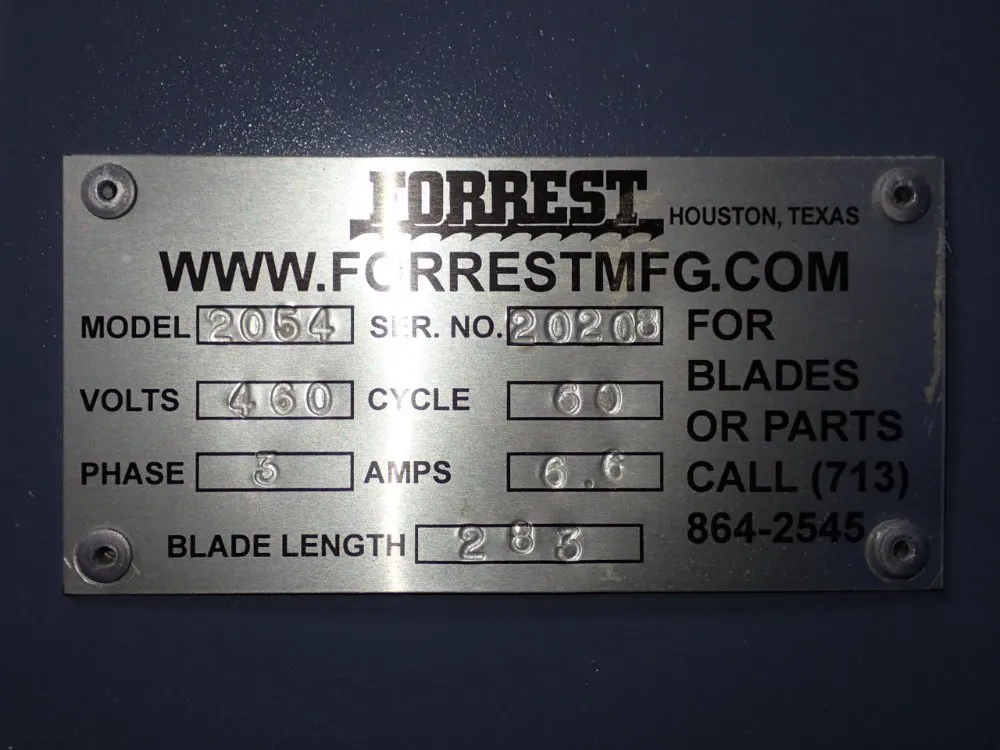 FORREST HOUSTON, TEXAS
WWW.FORRESTMFG.COM
MODEL 2054 SER. NO. 20208
VOLTS 460 CYCLE 60
PHASE 3 AMPS 6.6
BLADE LENGTH 283
FOR
BLADES
OR PARTS
CALL (713)
864-2545